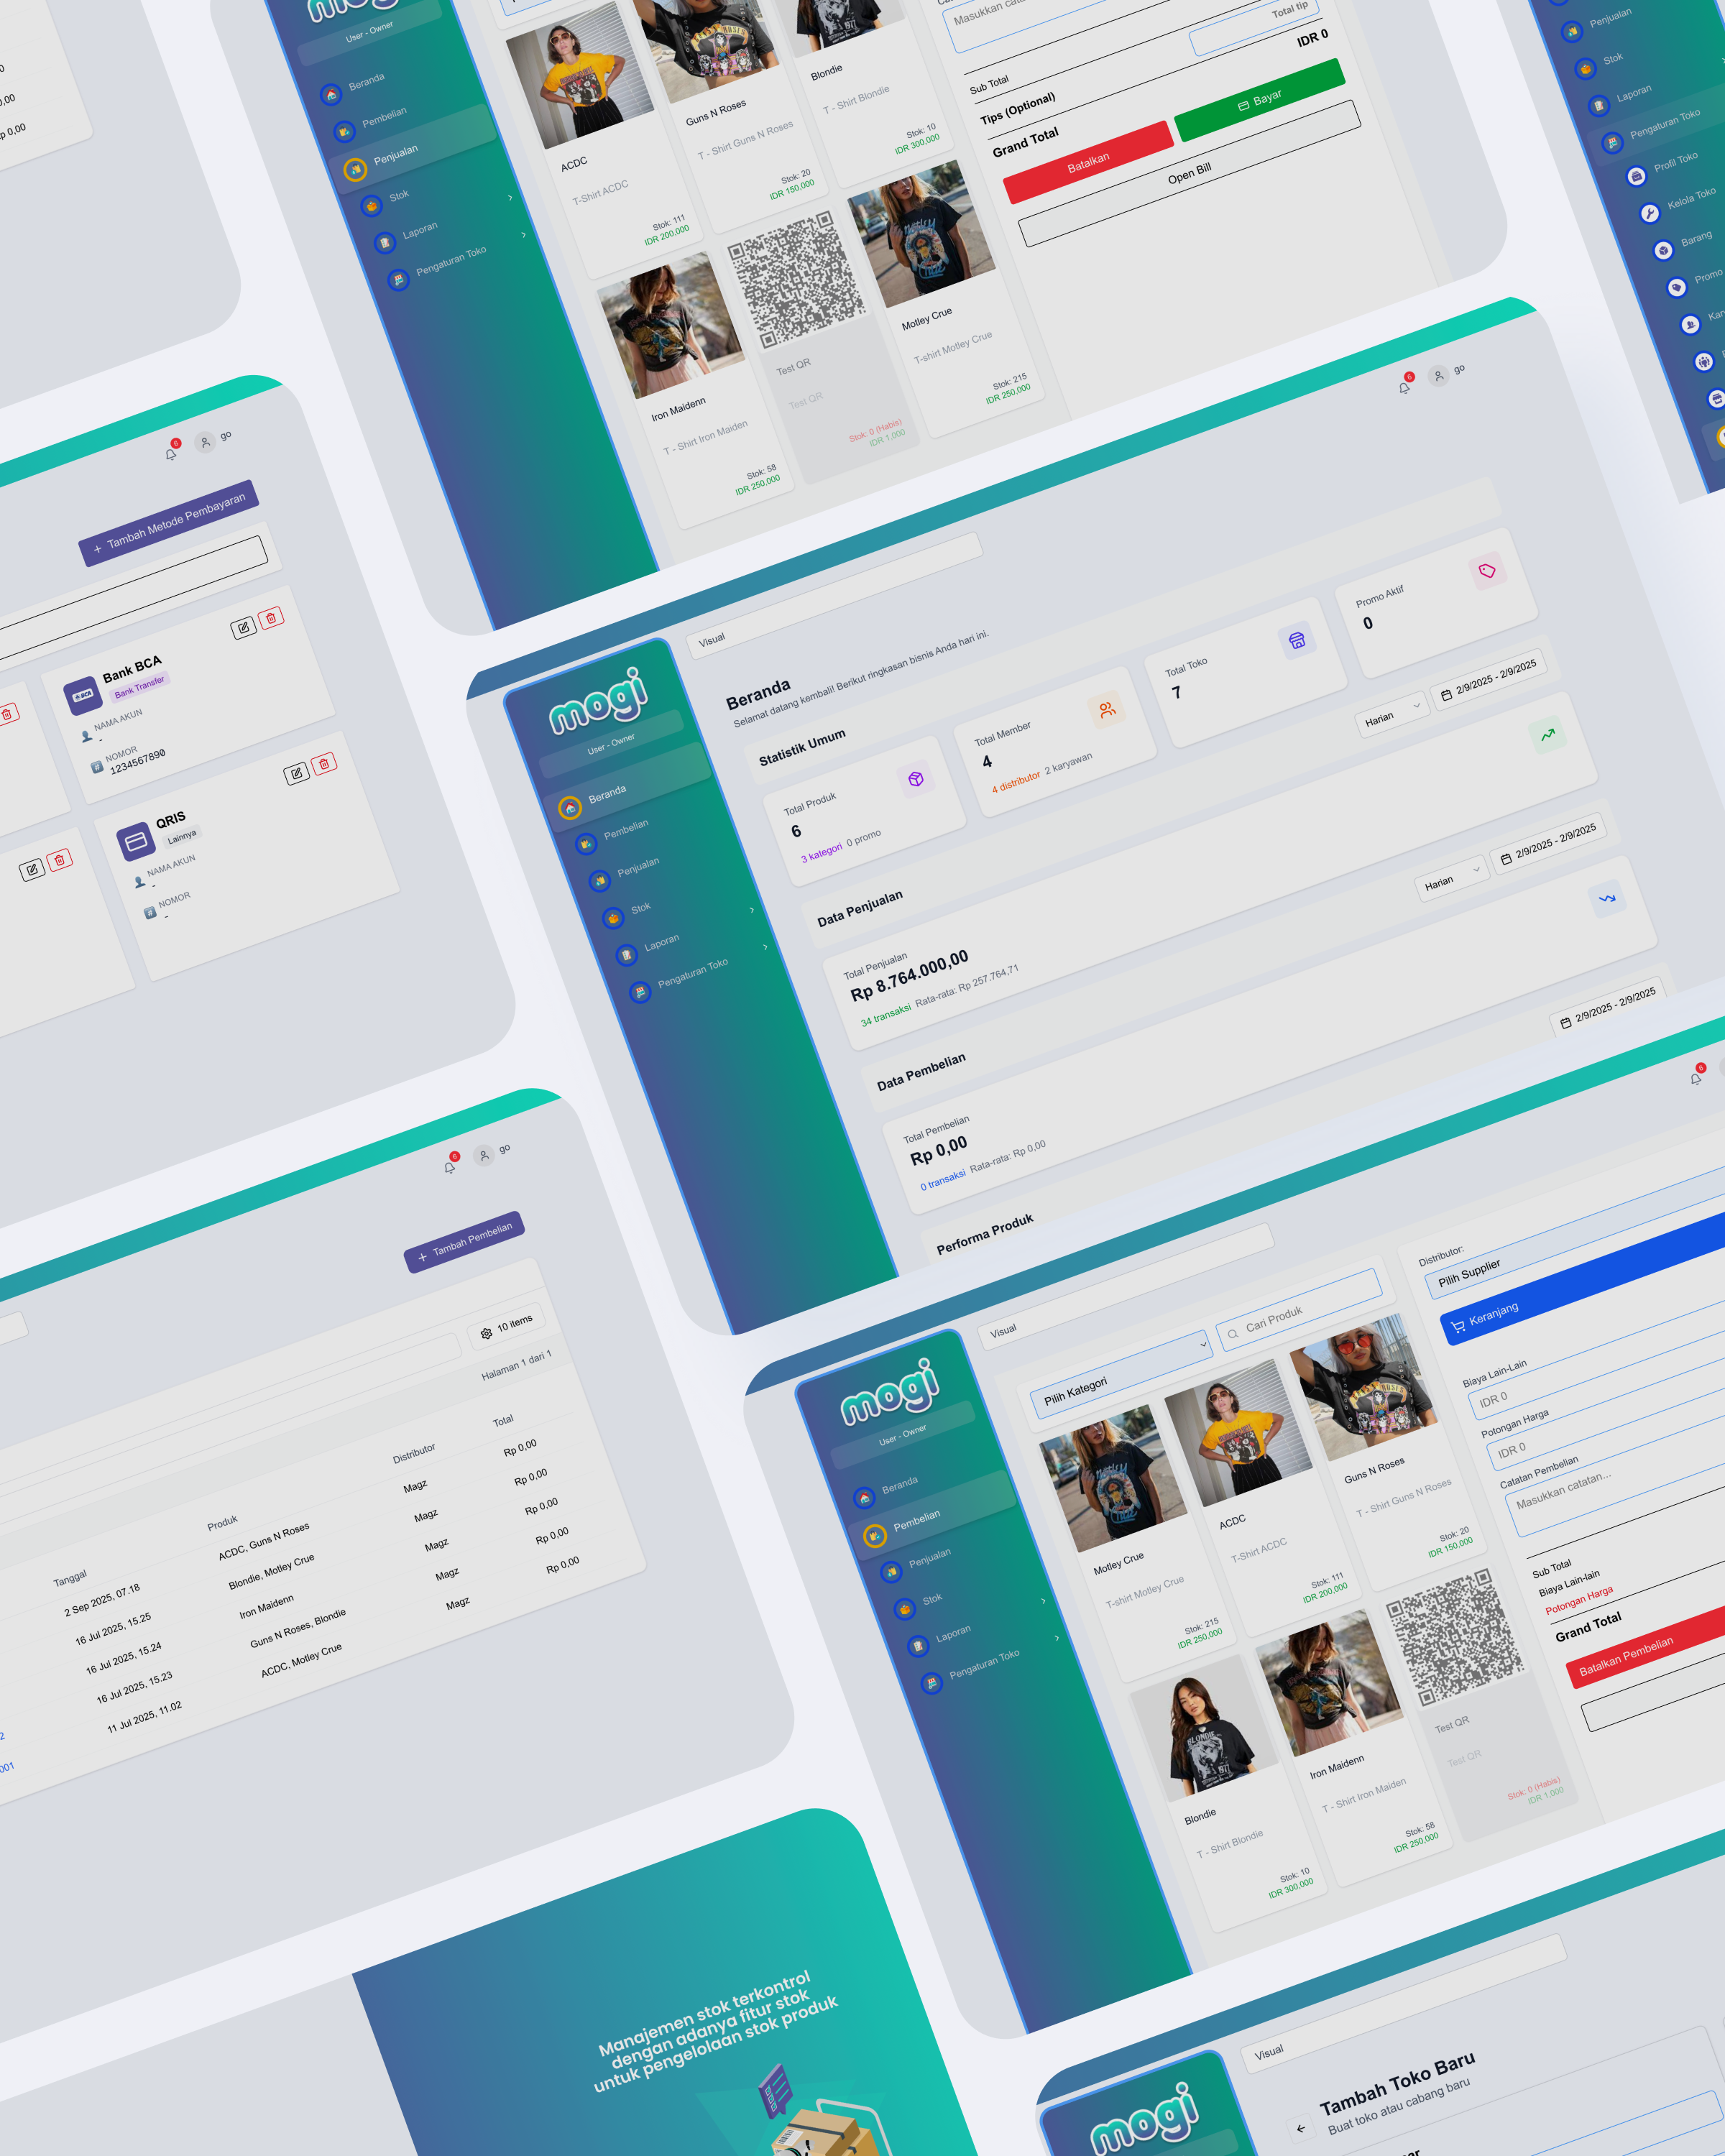 0,00
Rp 0,00
mogi
User - Owner
Beranda
Pembelian
Penjualan
Stok
Laporan
Pengaturan Toko
ACDC
T-Shirt ACDC
Stok: 111
IDR 200,000
Guns N Roses
T - Shirt Guns N Roses
Stok: 20
IDR 150,000
Blondie
T - Shirt Blondie
Stok: 10
IDR 300,000
Iron Maidenn
T - Shirt Iron Maiden
Stok: 58
IDR 250,000
Test QR
Test QR
Stok: 0 (Habis)
IDR 1,000
Motley Crue
T-shirt Motley Crue
Stok: 215
IDR 250,000
Masukkan
Total tip
Sub Total
IDR 0
Tips (Optional)
Grand Total
Batalkan
Bayar
Open Bill
Penjualan
Stok
Laporan
Pengaturan Toko
Profil Toko
Kelola Toko
Barang
Promo
6
go
+ Tambah Metode Pembayaran
Bank BCA
BCA
Bank Transfer
NAMA AKUN
-
NOMOR
1234567890
QRIS
Lainnya
NAMA AKUN
-
NOMOR
-
6
go
Visual
mogi
User - Owner
Beranda
Pembelian
Penjualan
Stok
Laporan
Pengaturan Toko
Beranda
Selamat datang kembali! Berikut ringkasan bisnis Anda hari ini.
Statistik Umum
Total Produk
6
3 kategori 0 promo
Total Member
4
4 distributor 2 karyawan
Total Toko
7
Promo Aktif
0
Data Penjualan
Harian
2/9/2025 - 2/9/2025
Total Penjualan
Rp 8.764.000,00
34 transaksi Rata-rata: Rp 257.764,71
Data Pembelian
Harian
2/9/2025 - 2/9/2025
Total Pembelian
Rp 0,00
0 transaksi Rata-rata: Rp 0,00
Performa Produk
2/9/2025 - 2/9/2025
6
go
+ Tambah Pembelian
10 items
Halaman 1 dari 1
Tanggal
Produk
Distributor
Total
2 Sep 2025, 07.18
ACDC, Guns N Roses
Magz
Rp 0,00
16 Jul 2025, 15.25
Blondie, Motley Crue
Magz
Rp 0,00
16 Jul 2025, 15.24
Iron Maidenn
Magz
Rp 0,00
16 Jul 2025, 15.23
Guns N Roses, Blondie
Magz
Rp 0,00
11 Jul 2025, 11.02
ACDC, Motley Crue
Magz
Rp 0,00
2
001
6
Visual
mogi
User - Owner
Beranda
Pembelian
Penjualan
Stok
Laporan
Pengaturan Toko
Pilih Kategori
Cari Produk
Motley Crue
T-shirt Motley Crue
Stok: 215
IDR 250,000
ACDC
T-Shirt ACDC
Stok: 111
IDR 200,000
Guns N Roses
T - Shirt Guns N Roses
Stok: 20
IDR 150,000
BLONDIE
Blondie
T - Shirt Blondie
Stok: 10
IDR 300,000
Iron Maidenn
T - Shirt Iron Maiden
Stok: 58
IDR 250,000
Test QR
Test QR
Stok: 0 (Habis)
IDR 1,000
Distributor:
Pilih Supplier
Keranjang
Biaya Lain-Lain
IDR 0
Potongan Harga
IDR 0
Catatan Pembelian
Masukkan catatan...
Sub Total
Biaya Lain-lain
Potongan Harga
Grand Total
Batalkan Pembelian
Manajemen stok terkontrol
dengan adanya fitur stok
untuk pengelolaan stok produk
Visual
mogi
Tambah Toko Baru
Buat toko atau cabang baru